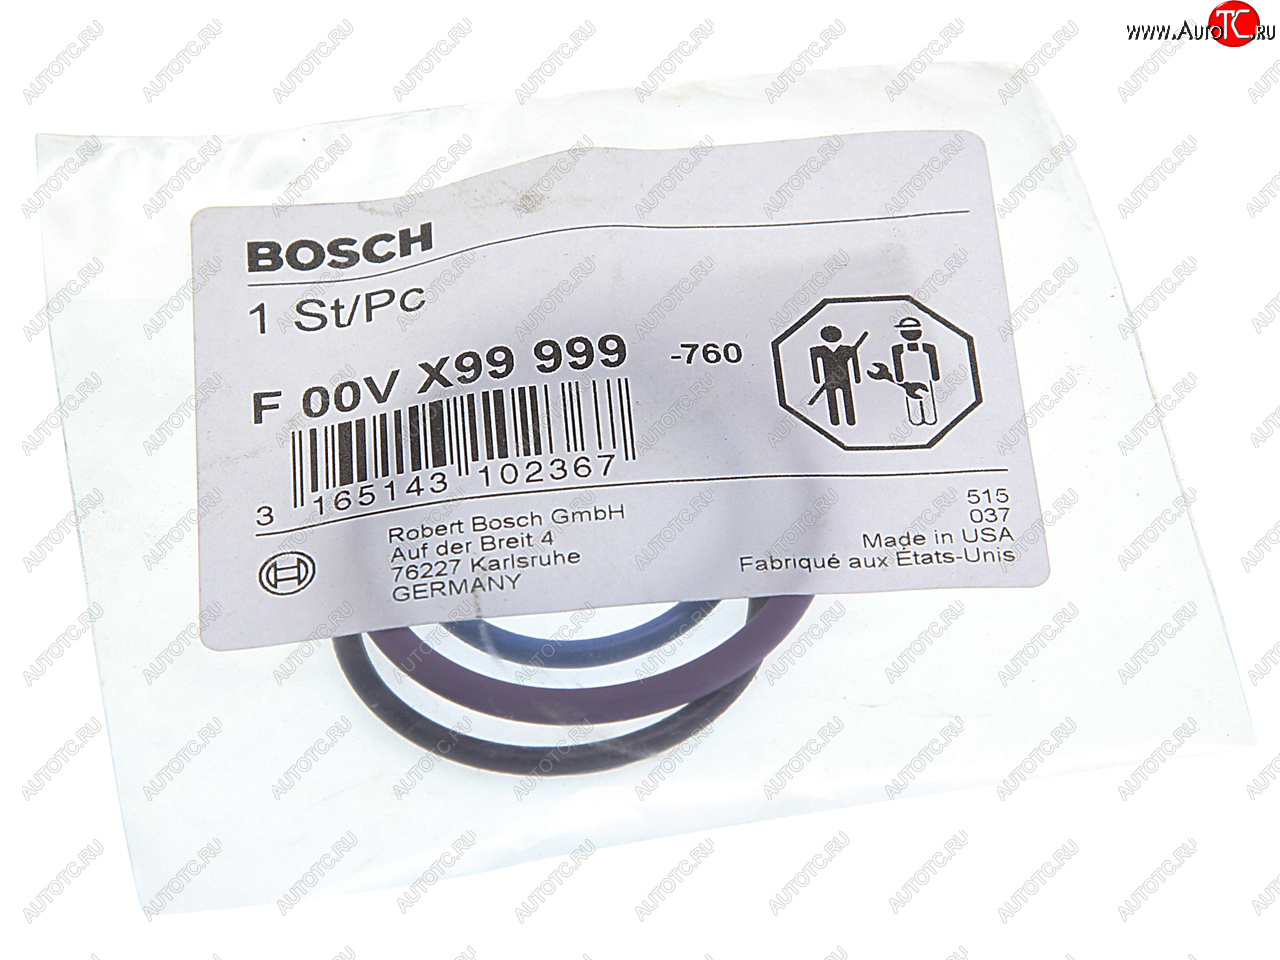 www.AutoTC.ru
BOSCH
1 St/Pc
F 00V X99 999 -760
3 165143 102367
Robert Bosch GmbH
Auf der Breit 4
76227 Karlsruhe
GERMANY
515
037
Made in USA
Fabriqué aux États-Unis
AUTOTC.RU